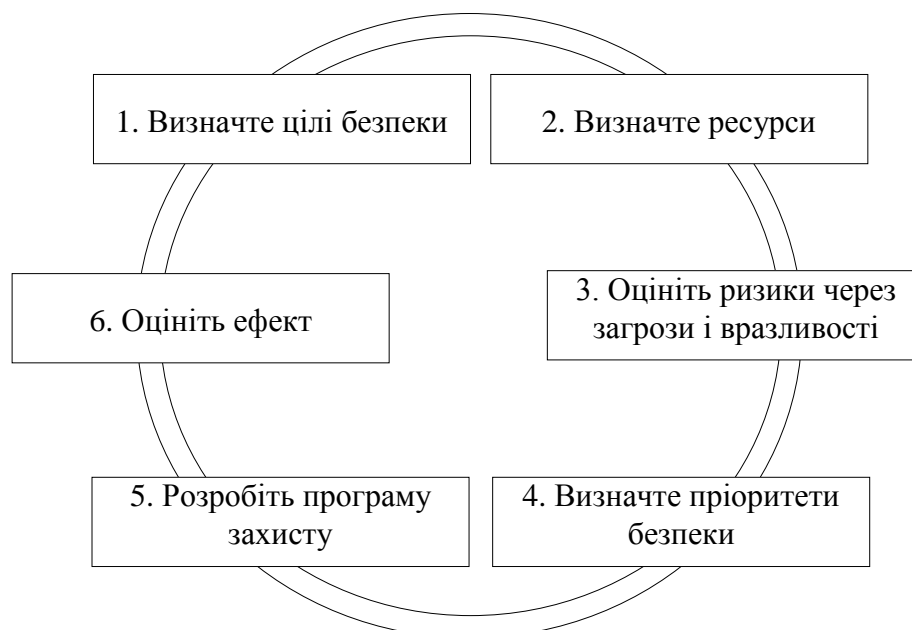 1. Визначте цілі безпеки
2. Визначте ресурси
3. Оцініть ризики через
загрози і вразливості
4. Визначте пріоритети
безпеки
5. Розробіть програму
захисту
6. Оцініть ефект